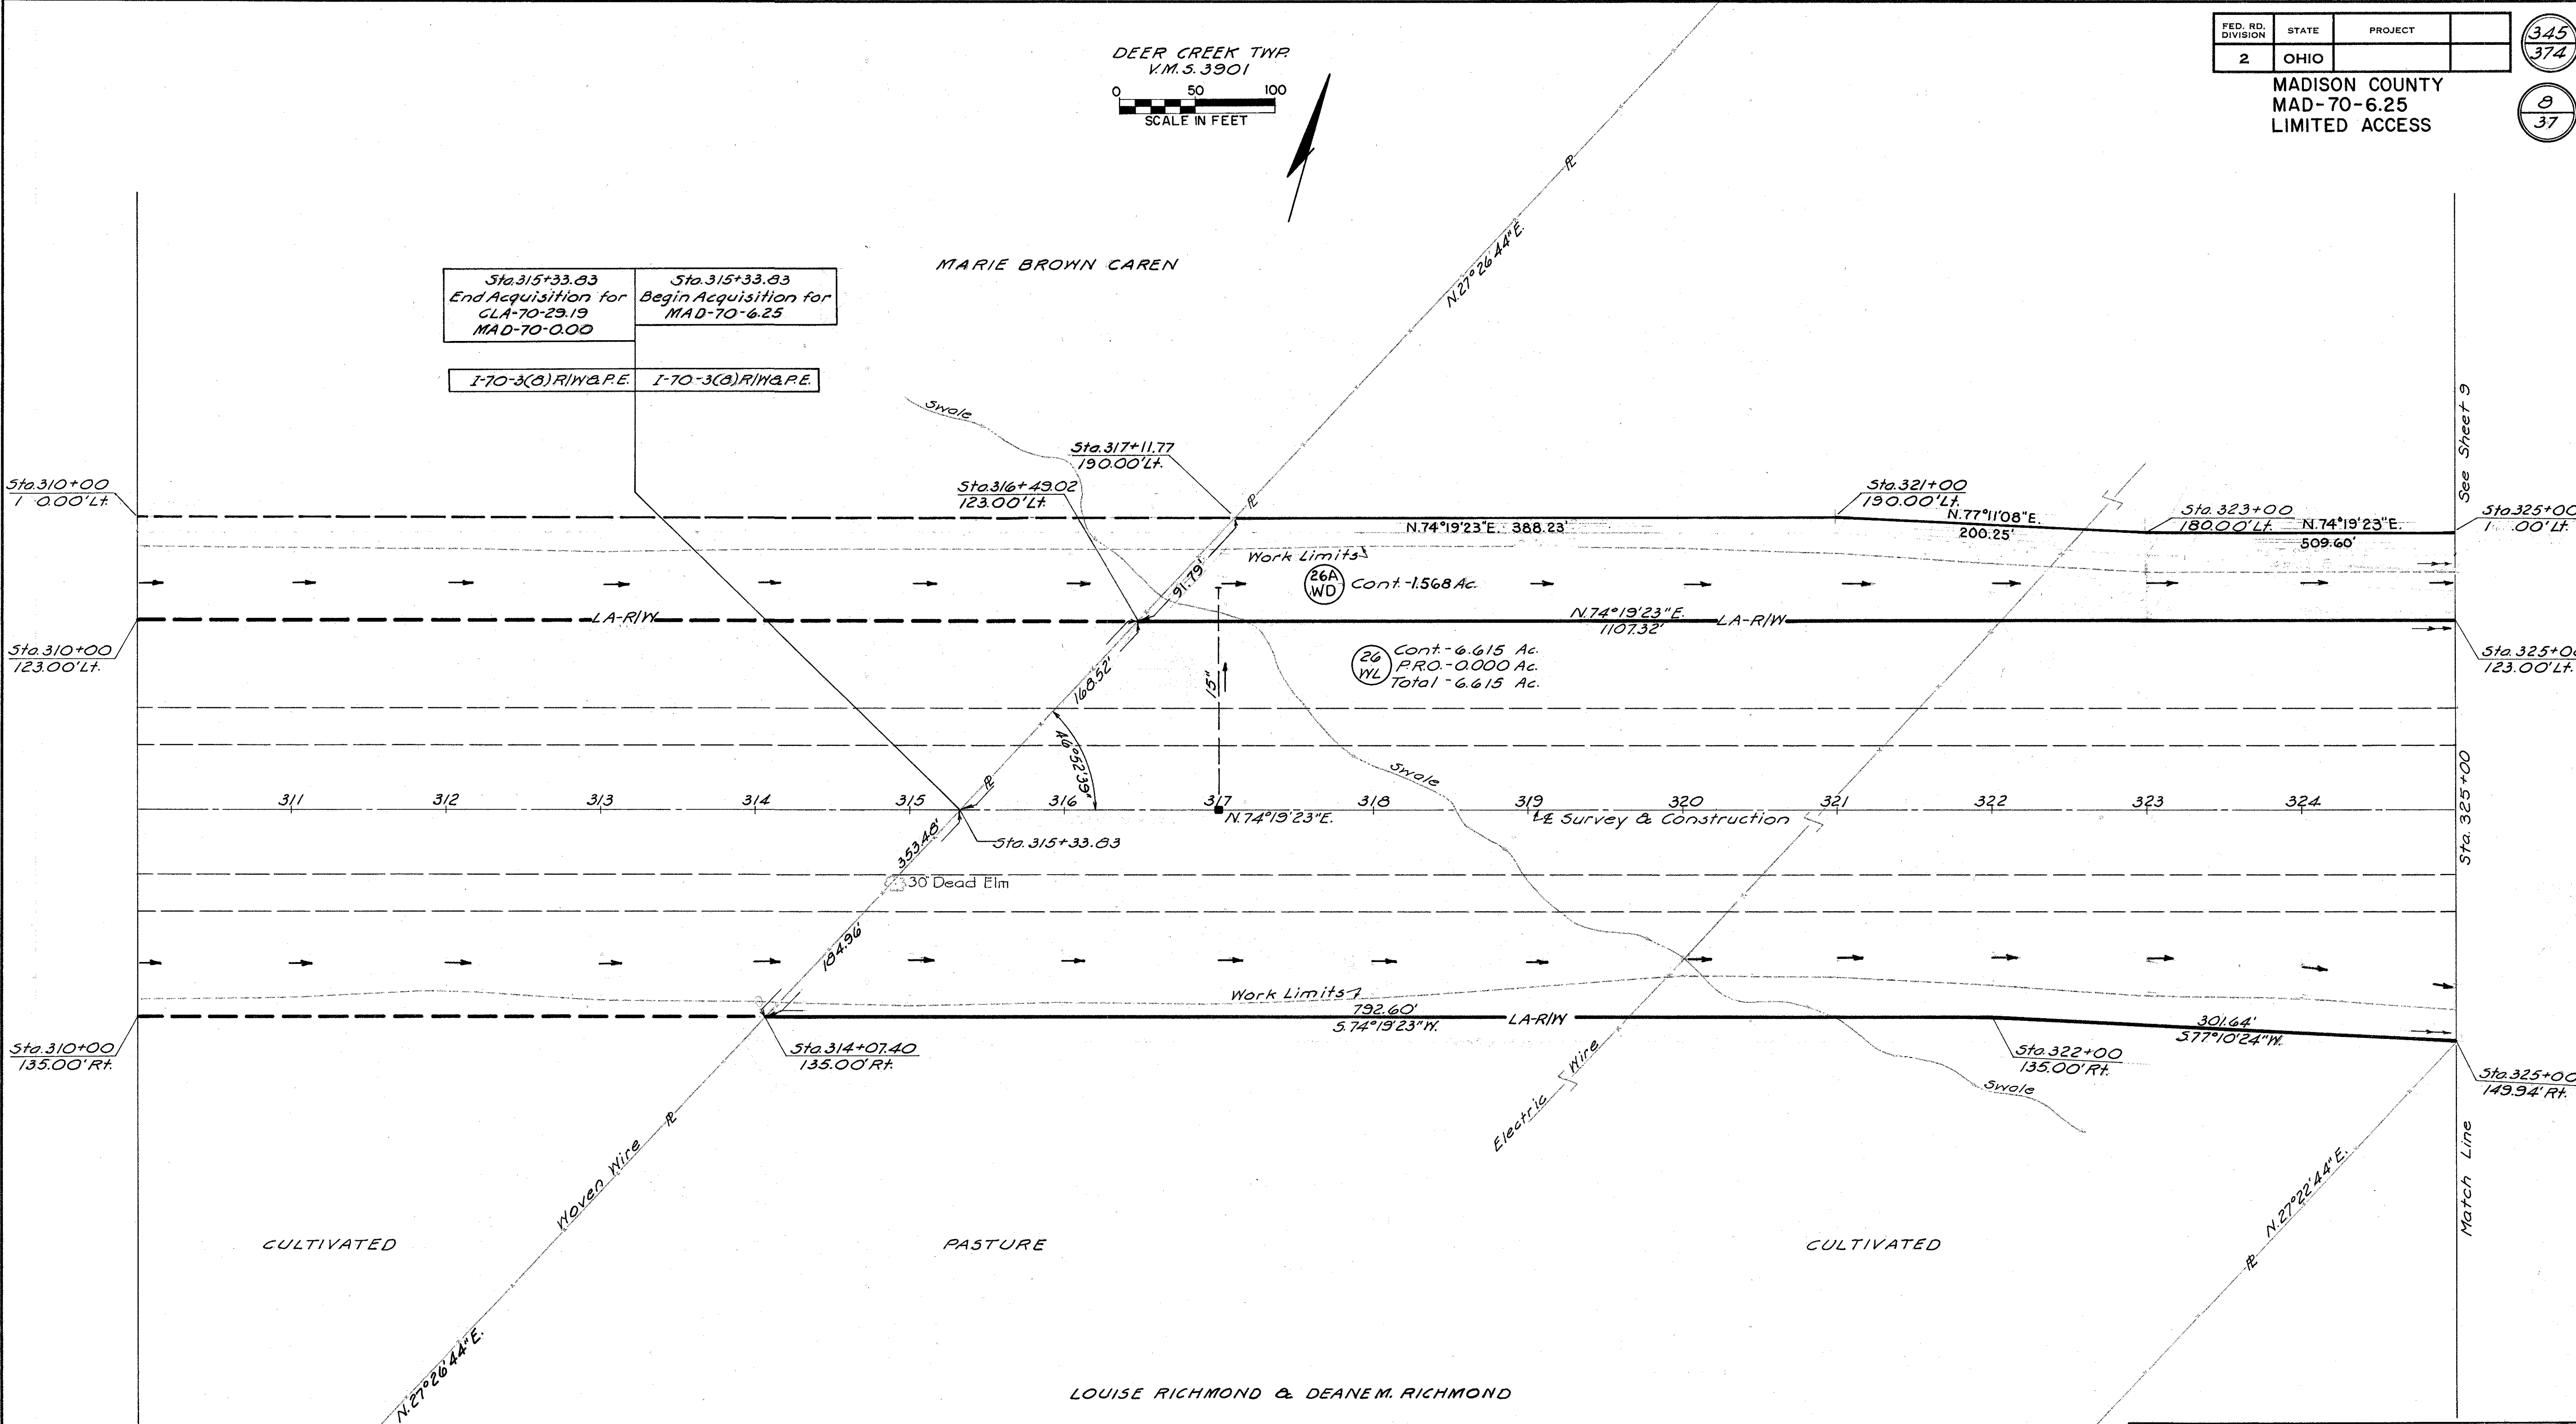 FED. RD. DIVISION STATE PROJECT
2 OHIO
345
374
MADISON COUNTY
MAD-70-6.25
LIMITED ACCESS
8
37
DEER CREEK TWP.
V.M.S. 3901
0 50 100
SCALE IN FEET
MARIE BROWN CAREN
N.27°26'44"E.
Sta.315+33.83
End Acquisition for
CLA-70-29.19
MAD-70-0.00
Sta.315+33.83
Begin Acquisition for
MAD-70-6.25
I-70-3(8)R/W&P.E.
I-70-3(8)R/W&P.E.
Swale
Sta.317+11.77
190.00'Lt.
Sta.316+49.02
123.00'Lt.
Sta.310+00
1 0.00'Lt.
Sta.321+00
190.00'Lt.
N.77°11'08"E.
200.25'
Sta.323+00
180.00'Lt.
N.74°19'23"E.
509.60'
Sta.325+00
1 .00'Lt.
See Sheet 9
N.74°19'23"E. 388.23'
Work Limits
91.79'
26A
WD
Cont.-1.568 Ac.
LA-R/W
N.74°19'23"E.
1107.32'
LA-R/W
Sta.310+00
123.00'Lt.
Sta.325+00
123.00'Lt.
26
WL
Cont.-6.615 Ac.
P.R.O.-0.000 Ac.
Total-6.615 Ac.
168.52'
15"
46°52'39"
Swale
311 312 313 314 315 316 317 318 319 320 321 322 323 324
N.74°19'23"E.
℄ Survey & Construction
Sta. 325+00
Sta.315+33.83
353.48'
30" Dead Elm
184.96'
Work Limits
792.60'
S.74°19'23"W.
LA-R/W
301.64'
S.77°10'24"W.
Sta.310+00
135.00'Rt.
Sta.314+07.40
135.00'Rt.
Sta.322+00
135.00'Rt.
Sta.325+00
149.94'Rt.
Swale
Electric Wire
Woven Wire
Match Line
N.27°22'44"E.
CULTIVATED
PASTURE
CULTIVATED
N.27°26'44"E.
LOUISE RICHMOND & DEANE M. RICHMOND